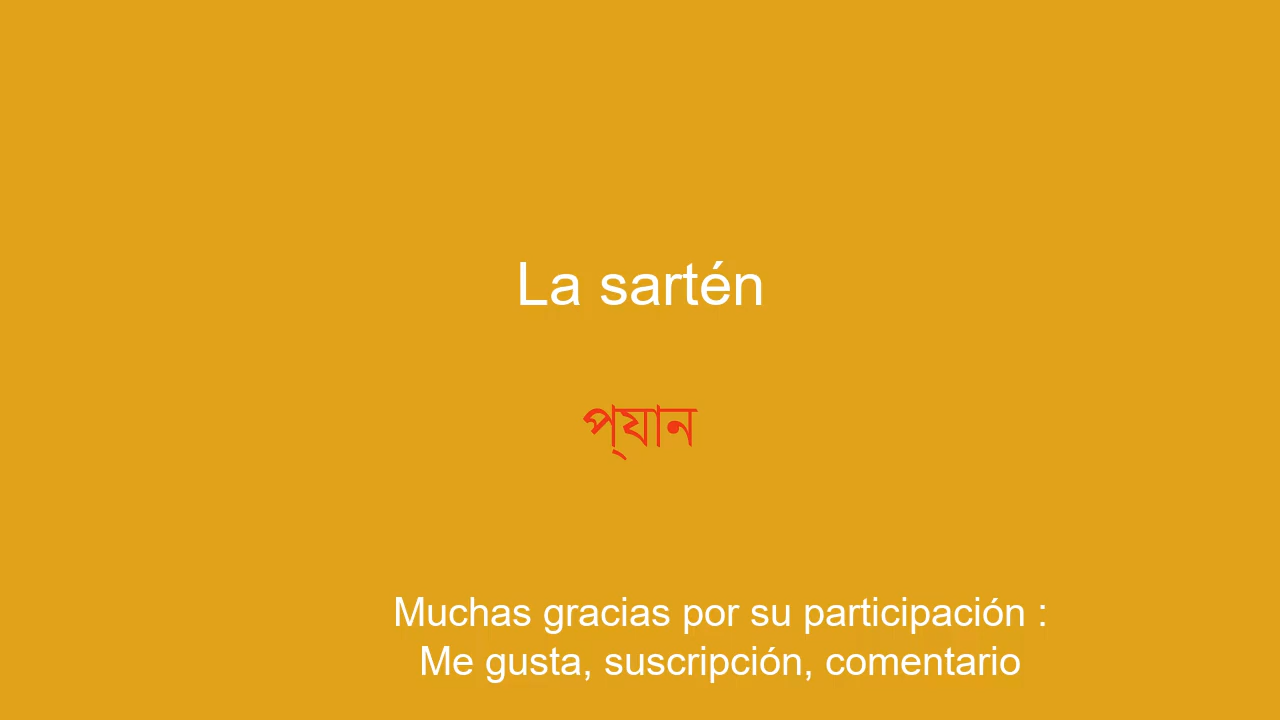 La sartén
প্যান
Muchas gracias por su participación :
Me gusta, suscripción, comentario